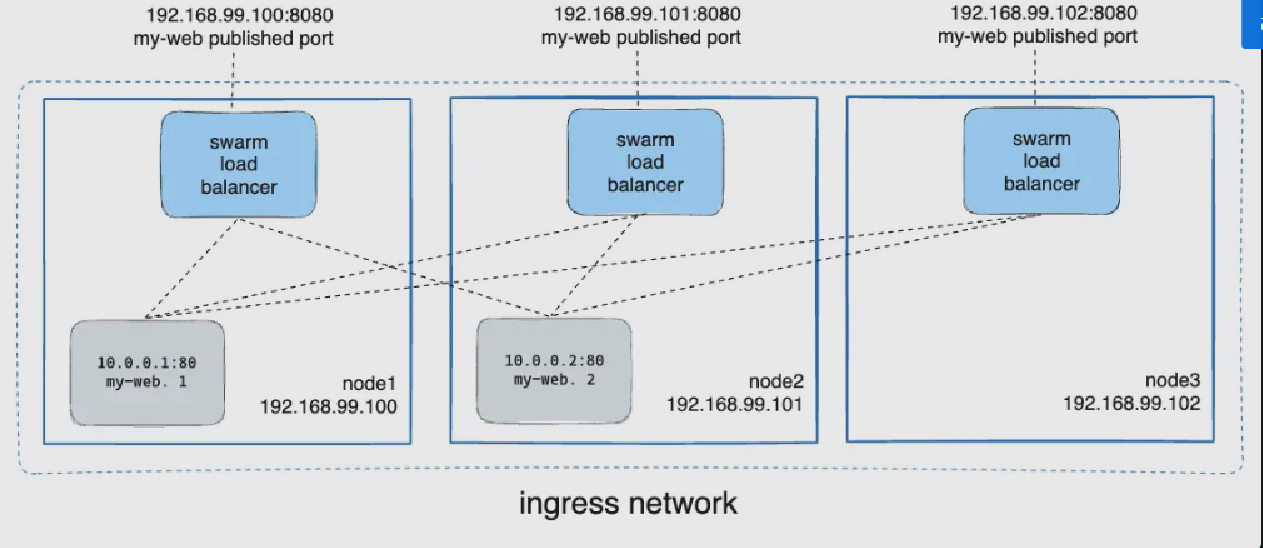 192.168.99.100:8080
my-web published port
192.168.99.101:8080
my-web published port
192.168.99.102:8080
my-web published port
swarm
load
balancer
swarm
load
balancer
swarm
load
balancer
10.0.0.1:80
my-web. 1
node1
192.168.99.100
10.0.0.2:80
my-web. 2
node2
192.168.99.101
node3
192.168.99.102
ingress network